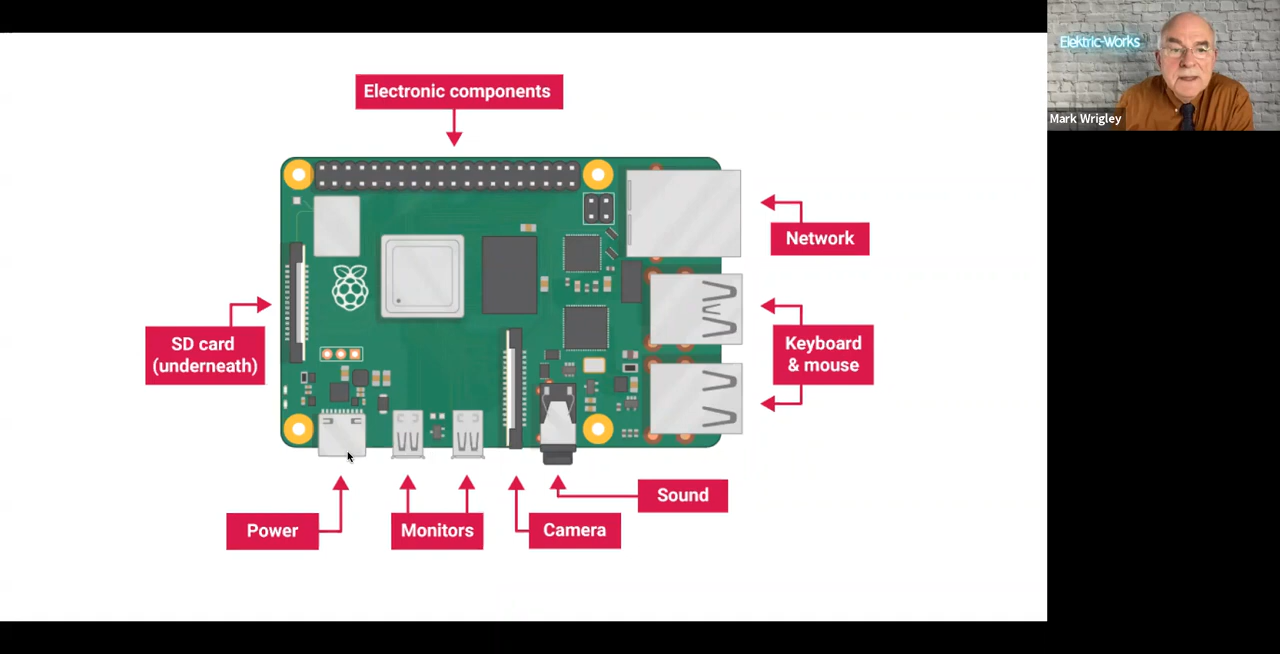 Electronic components
Elektric-Works
Mark Wrigley
Network
SD card
(underneath)
Keyboard
& mouse
Sound
Power
Monitors
Camera